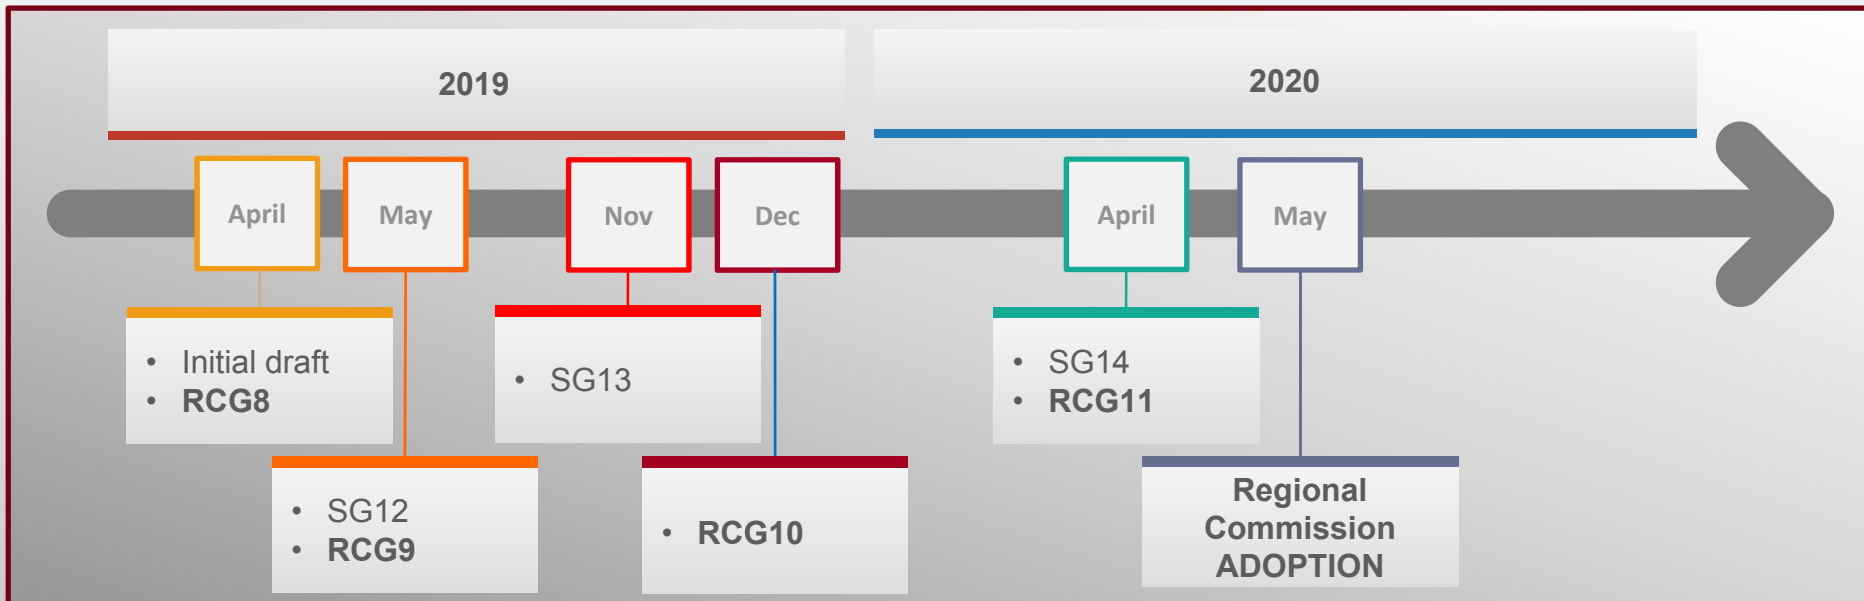 2019
2020
April
May
Nov
Dec
April
May
• Initial draft
• RCG8
• SG12
• RCG9
• SG13
• RCG10
• SG14
• RCG11
Regional
Commission
ADOPTION